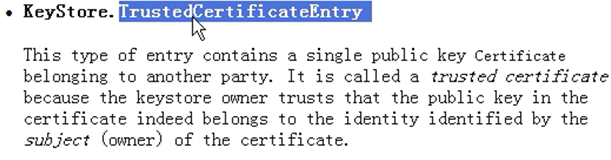 • KeyStore.TrustedCertificateEntry
This type of entry contains a single public key Certificate
belonging to another party. It is called a trusted certificate
because the keystore owner trusts that the public key in the
certificate indeed belongs to the identity identified by the
subject (owner) of the certificate.